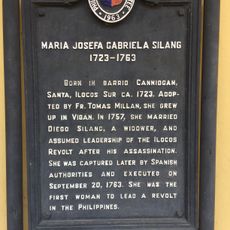 1963
MARIA JOSEFA GABRIELA SILANG
1723-1763
BORN IN BARRIO CANNIOGAN,
SANTA, ILOCOS SUR CA. 1723. ADOP-
TED BY FR. TOMAS MILLAN, SHE GREW
UP IN VIGAN. IN 1757, SHE MARRIED
DIEGO SILANG, A WIDOWER, AND
ASSUMED LEADERSHIP OF THE ILOCOS
REVOLT AFTER HIS ASSASSINATION.
SHE WAS CAPTURED LATER BY SPANISH
AUTHORITIES AND EXECUTED ON
SEPTEMBER 20, 1763. SHE WAS THE
FIRST WOMAN TO LEAD A REVOLT
IN THE PHILIPPINES.